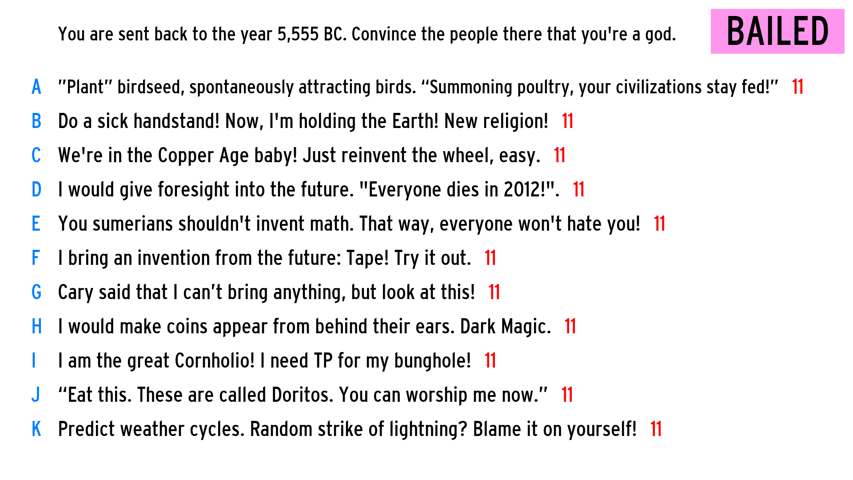 You are sent back to the year 5,555 BC. Convince the people there that you're a god.
BAILED
A ”Plant” birdseed, spontaneously attracting birds. “Summoning poultry, your civilizations stay fed!” 11
B Do a sick handstand! Now, I'm holding the Earth! New religion! 11
C We're in the Copper Age baby! Just reinvent the wheel, easy. 11
D I would give foresight into the future. "Everyone dies in 2012!". 11
E You sumerians shouldn't invent math. That way, everyone won't hate you! 11
F I bring an invention from the future: Tape! Try it out. 11
G Cary said that I can’t bring anything, but look at this! 11
H I would make coins appear from behind their ears. Dark Magic. 11
I I am the great Cornholio! I need TP for my bunghole! 11
J “Eat this. These are called Doritos. You can worship me now.” 11
K Predict weather cycles. Random strike of lightning? Blame it on yourself! 11